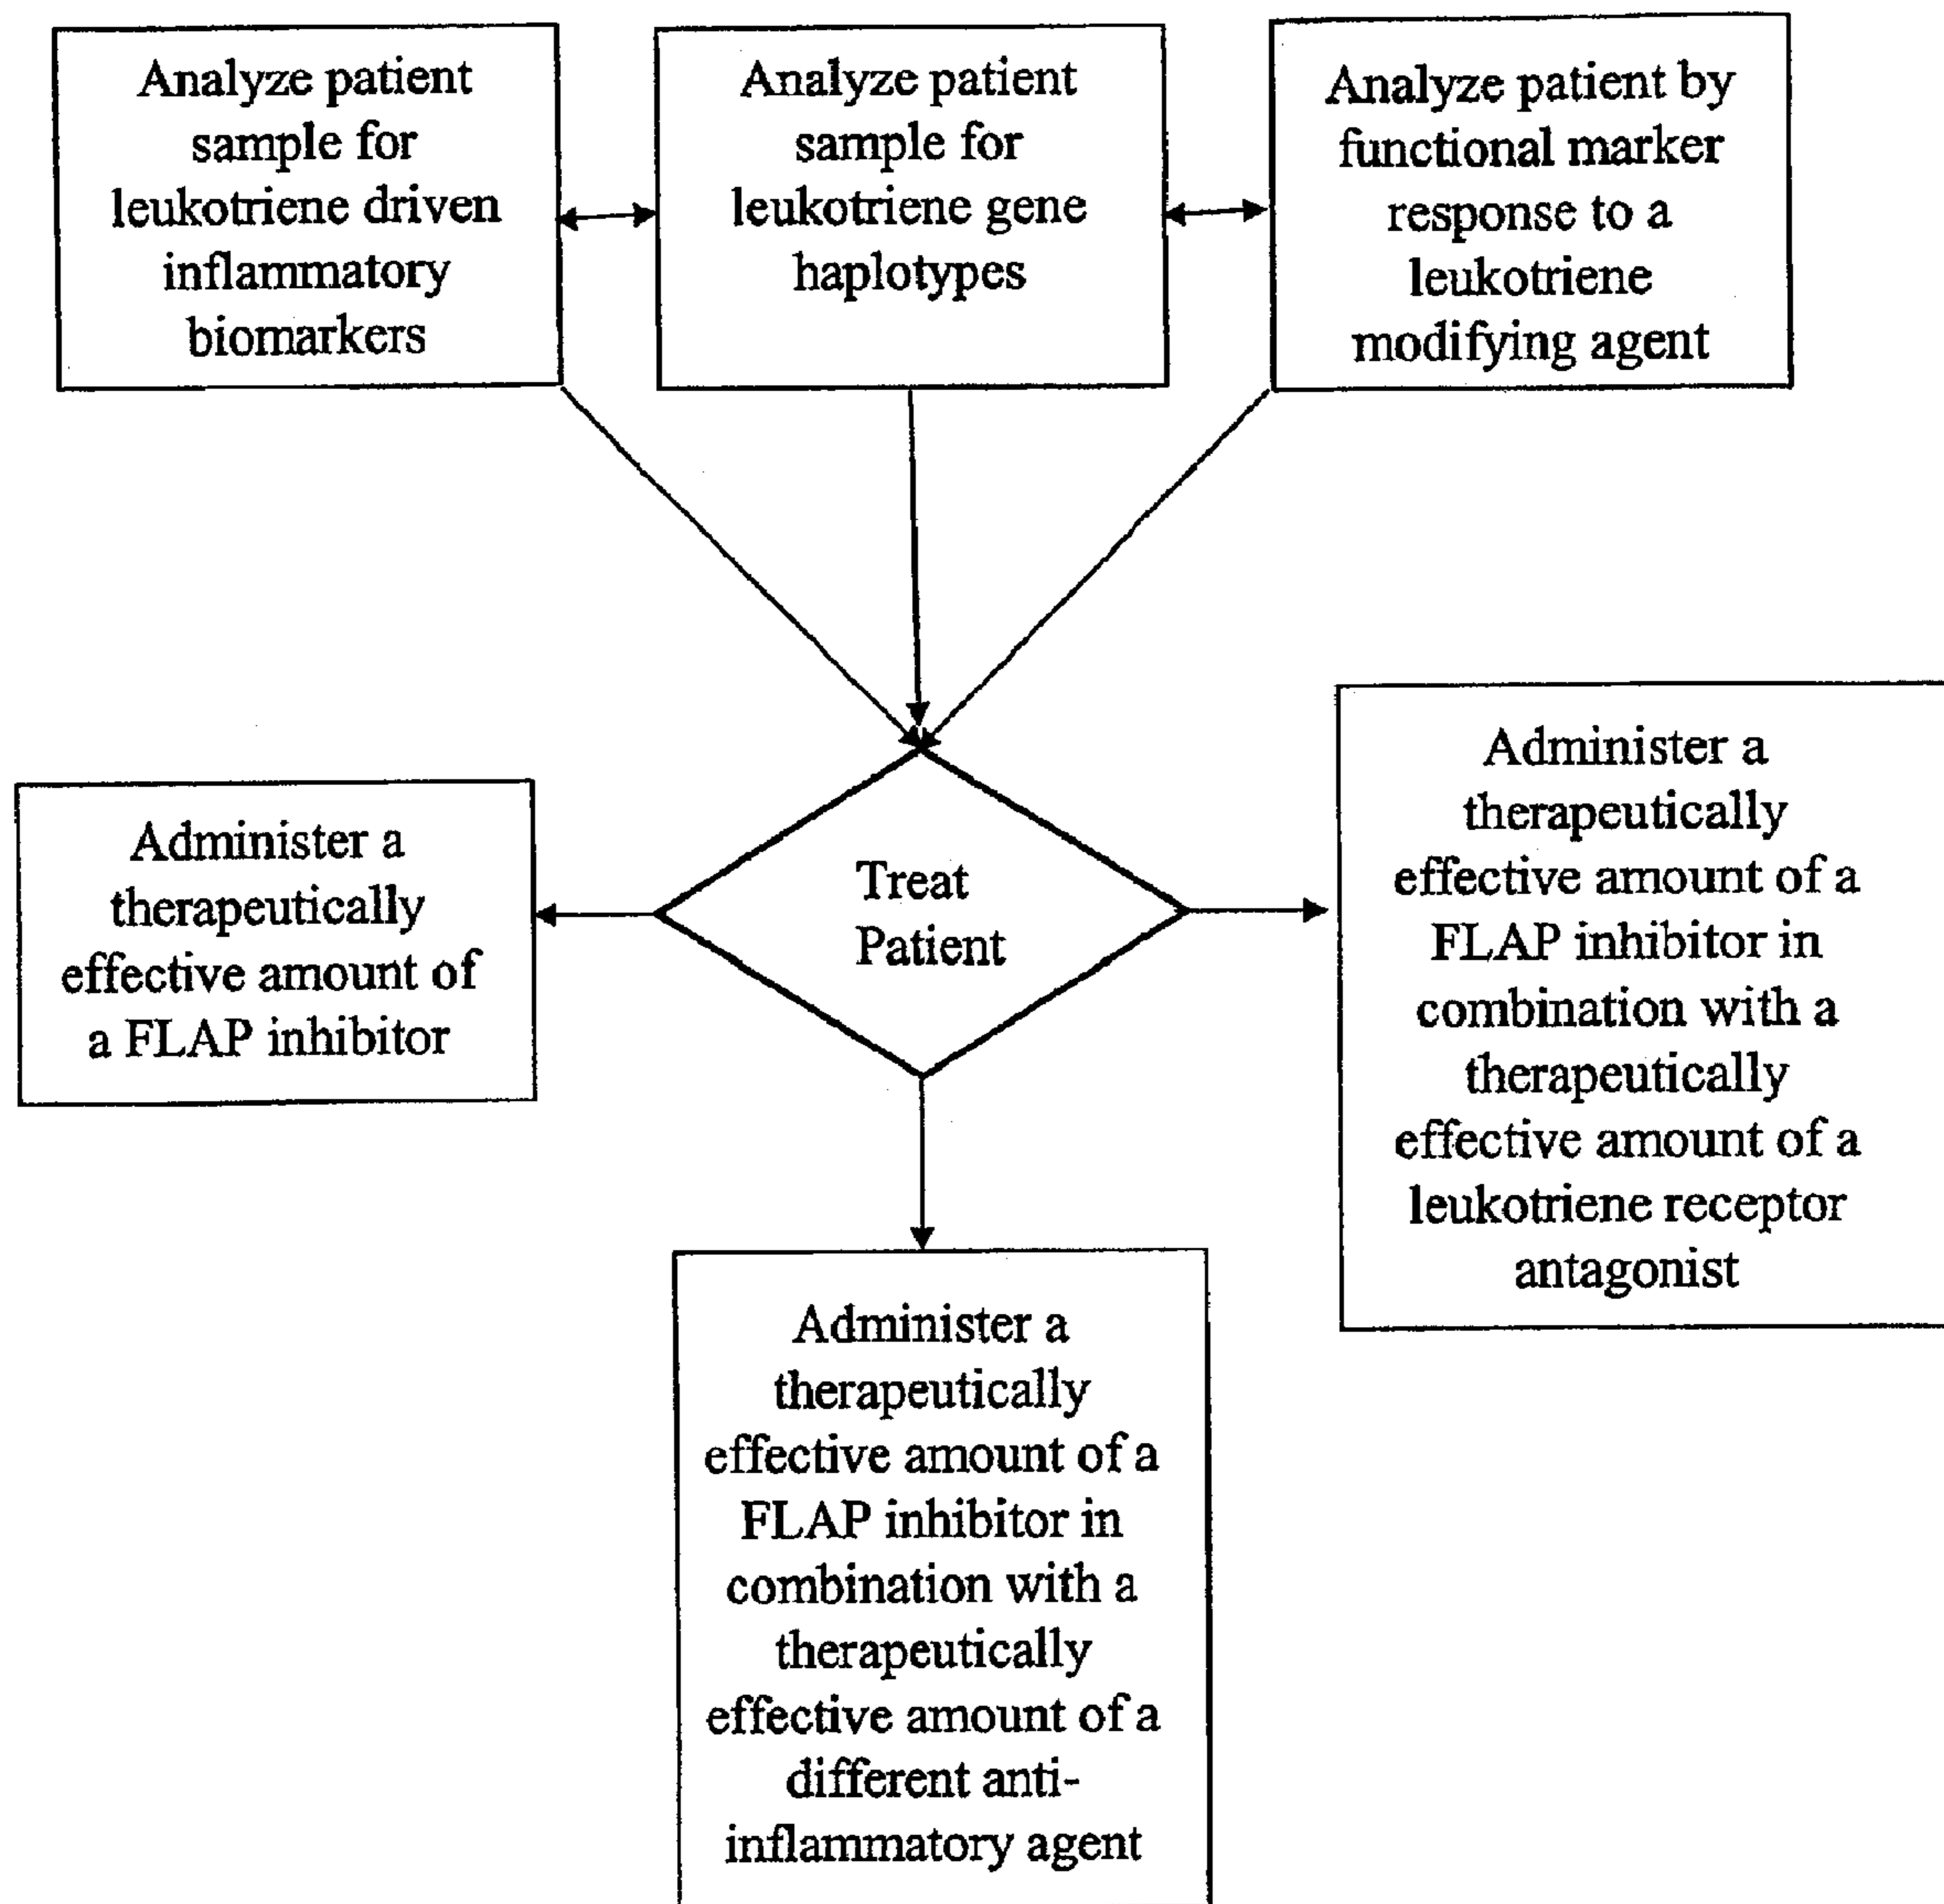 Analyze patient
sample for
leukotriene driven
inflammatory
biomarkers
Analyze patient
sample for
leukotriene gene
haplotypes
Analyze patient by
functional marker
response to a
leukotriene
modifying agent
Treat
Patient
Administer a
therapeutically
effective amount of
a FLAP inhibitor
Administer a
therapeutically
effective amount of a
FLAP inhibitor in
combination with a
therapeutically
effective amount of a
leukotriene receptor
antagonist
Administer a
therapeutically
effective amount of a
FLAP inhibitor in
combination with a
therapeutically
effective amount of a
different anti-
inflammatory agent